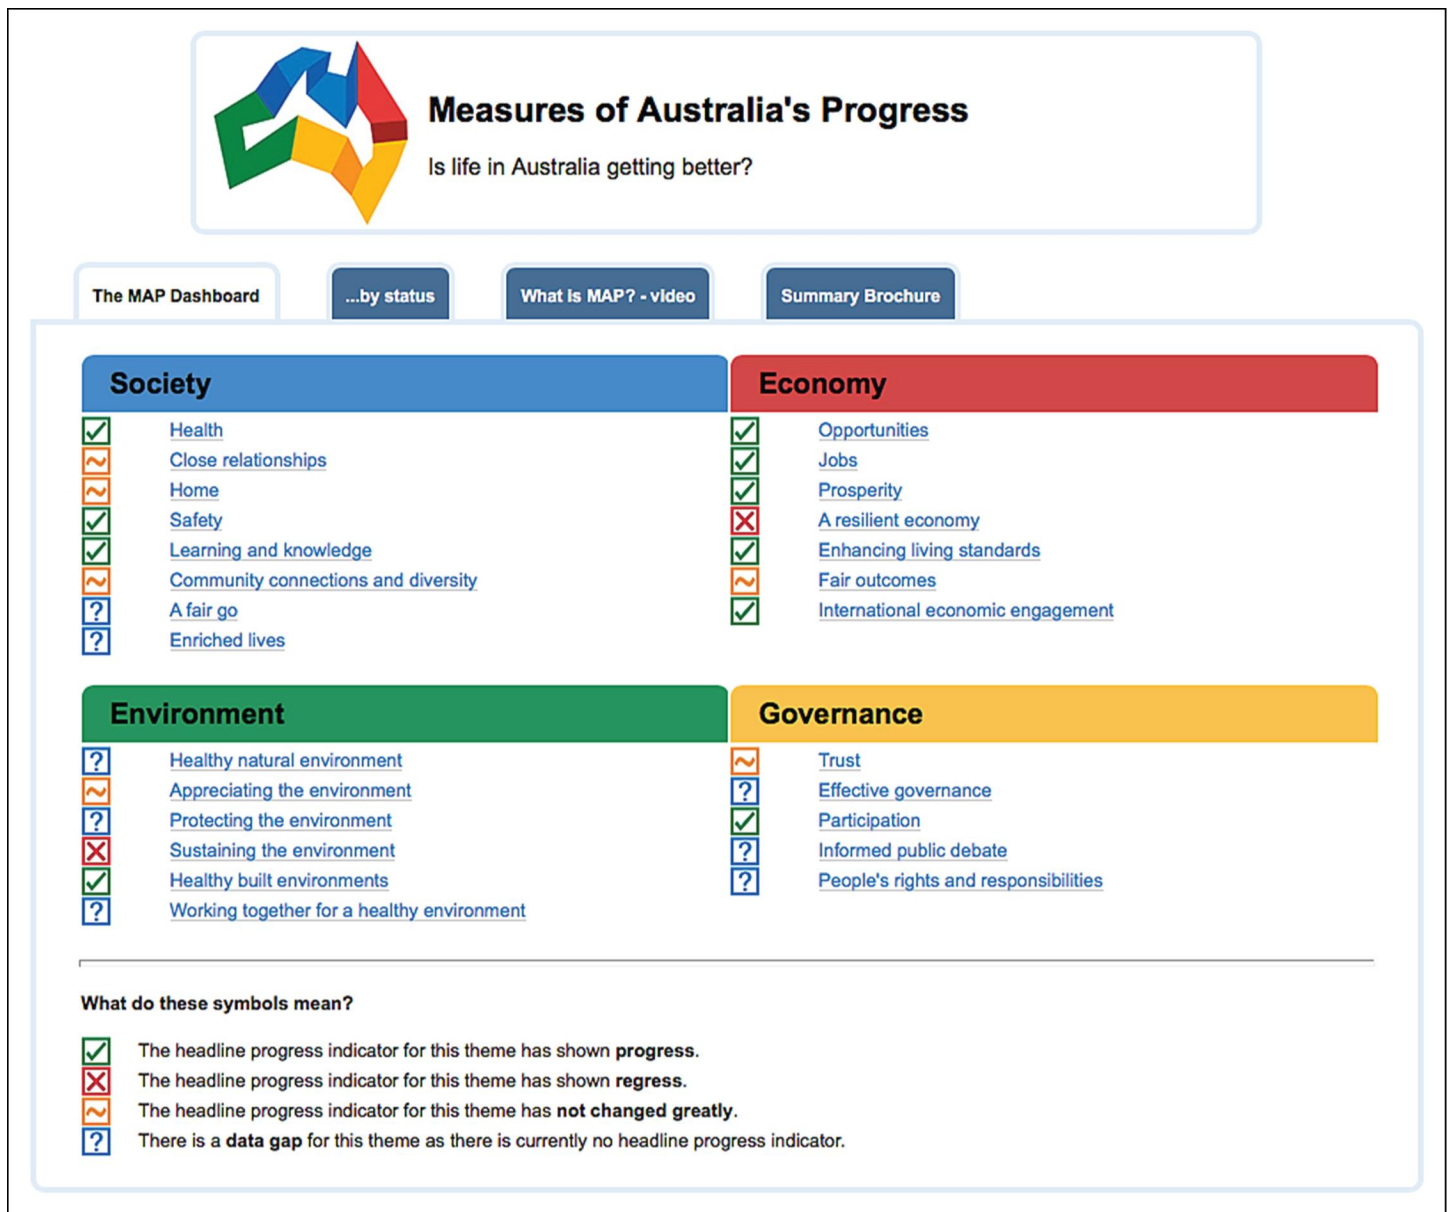 Measures of Australia's Progress
Is life in Australia getting better?
The MAP Dashboard
...by status
What is MAP? - video
Summary Brochure
Society
Health
Close relationships
Home
Safety
Learning and knowledge
Community connections and diversity
A fair go
Enriched lives
Economy
Opportunities
Jobs
Prosperity
A resilient economy
Enhancing living standards
Fair outcomes
International economic engagement
Environment
Healthy natural environment
Appreciating the environment
Protecting the environment
Sustaining the environment
Healthy built environments
Working together for a healthy environment
Governance
Trust
Effective governance
Participation
Informed public debate
People's rights and responsibilities
What do these symbols mean?
The headline progress indicator for this theme has shown progress.
The headline progress indicator for this theme has shown regress.
The headline progress indicator for this theme has not changed greatly.
There is a data gap for this theme as there is currently no headline progress indicator.